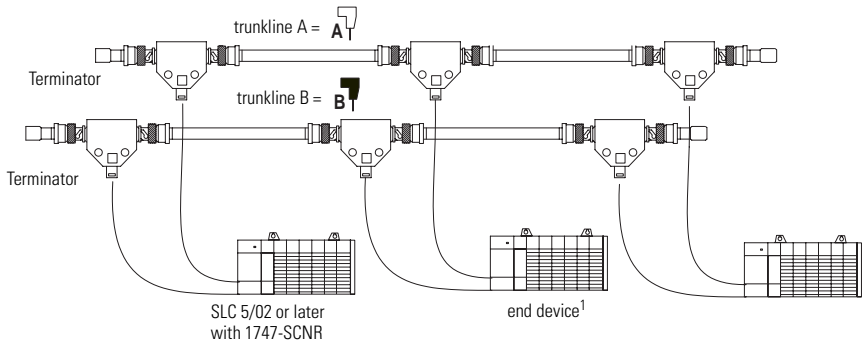 trunkline A = A
Terminator
trunkline B = B
Terminator
SLC 5/02 or later
with 1747-SCNR
end device1